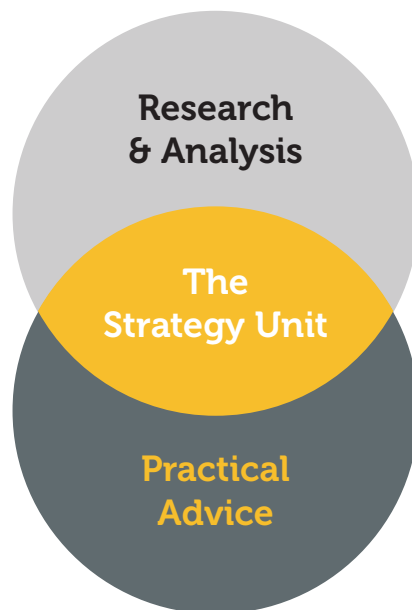 Research
& Analysis
The
Strategy Unit
Practical
Advice